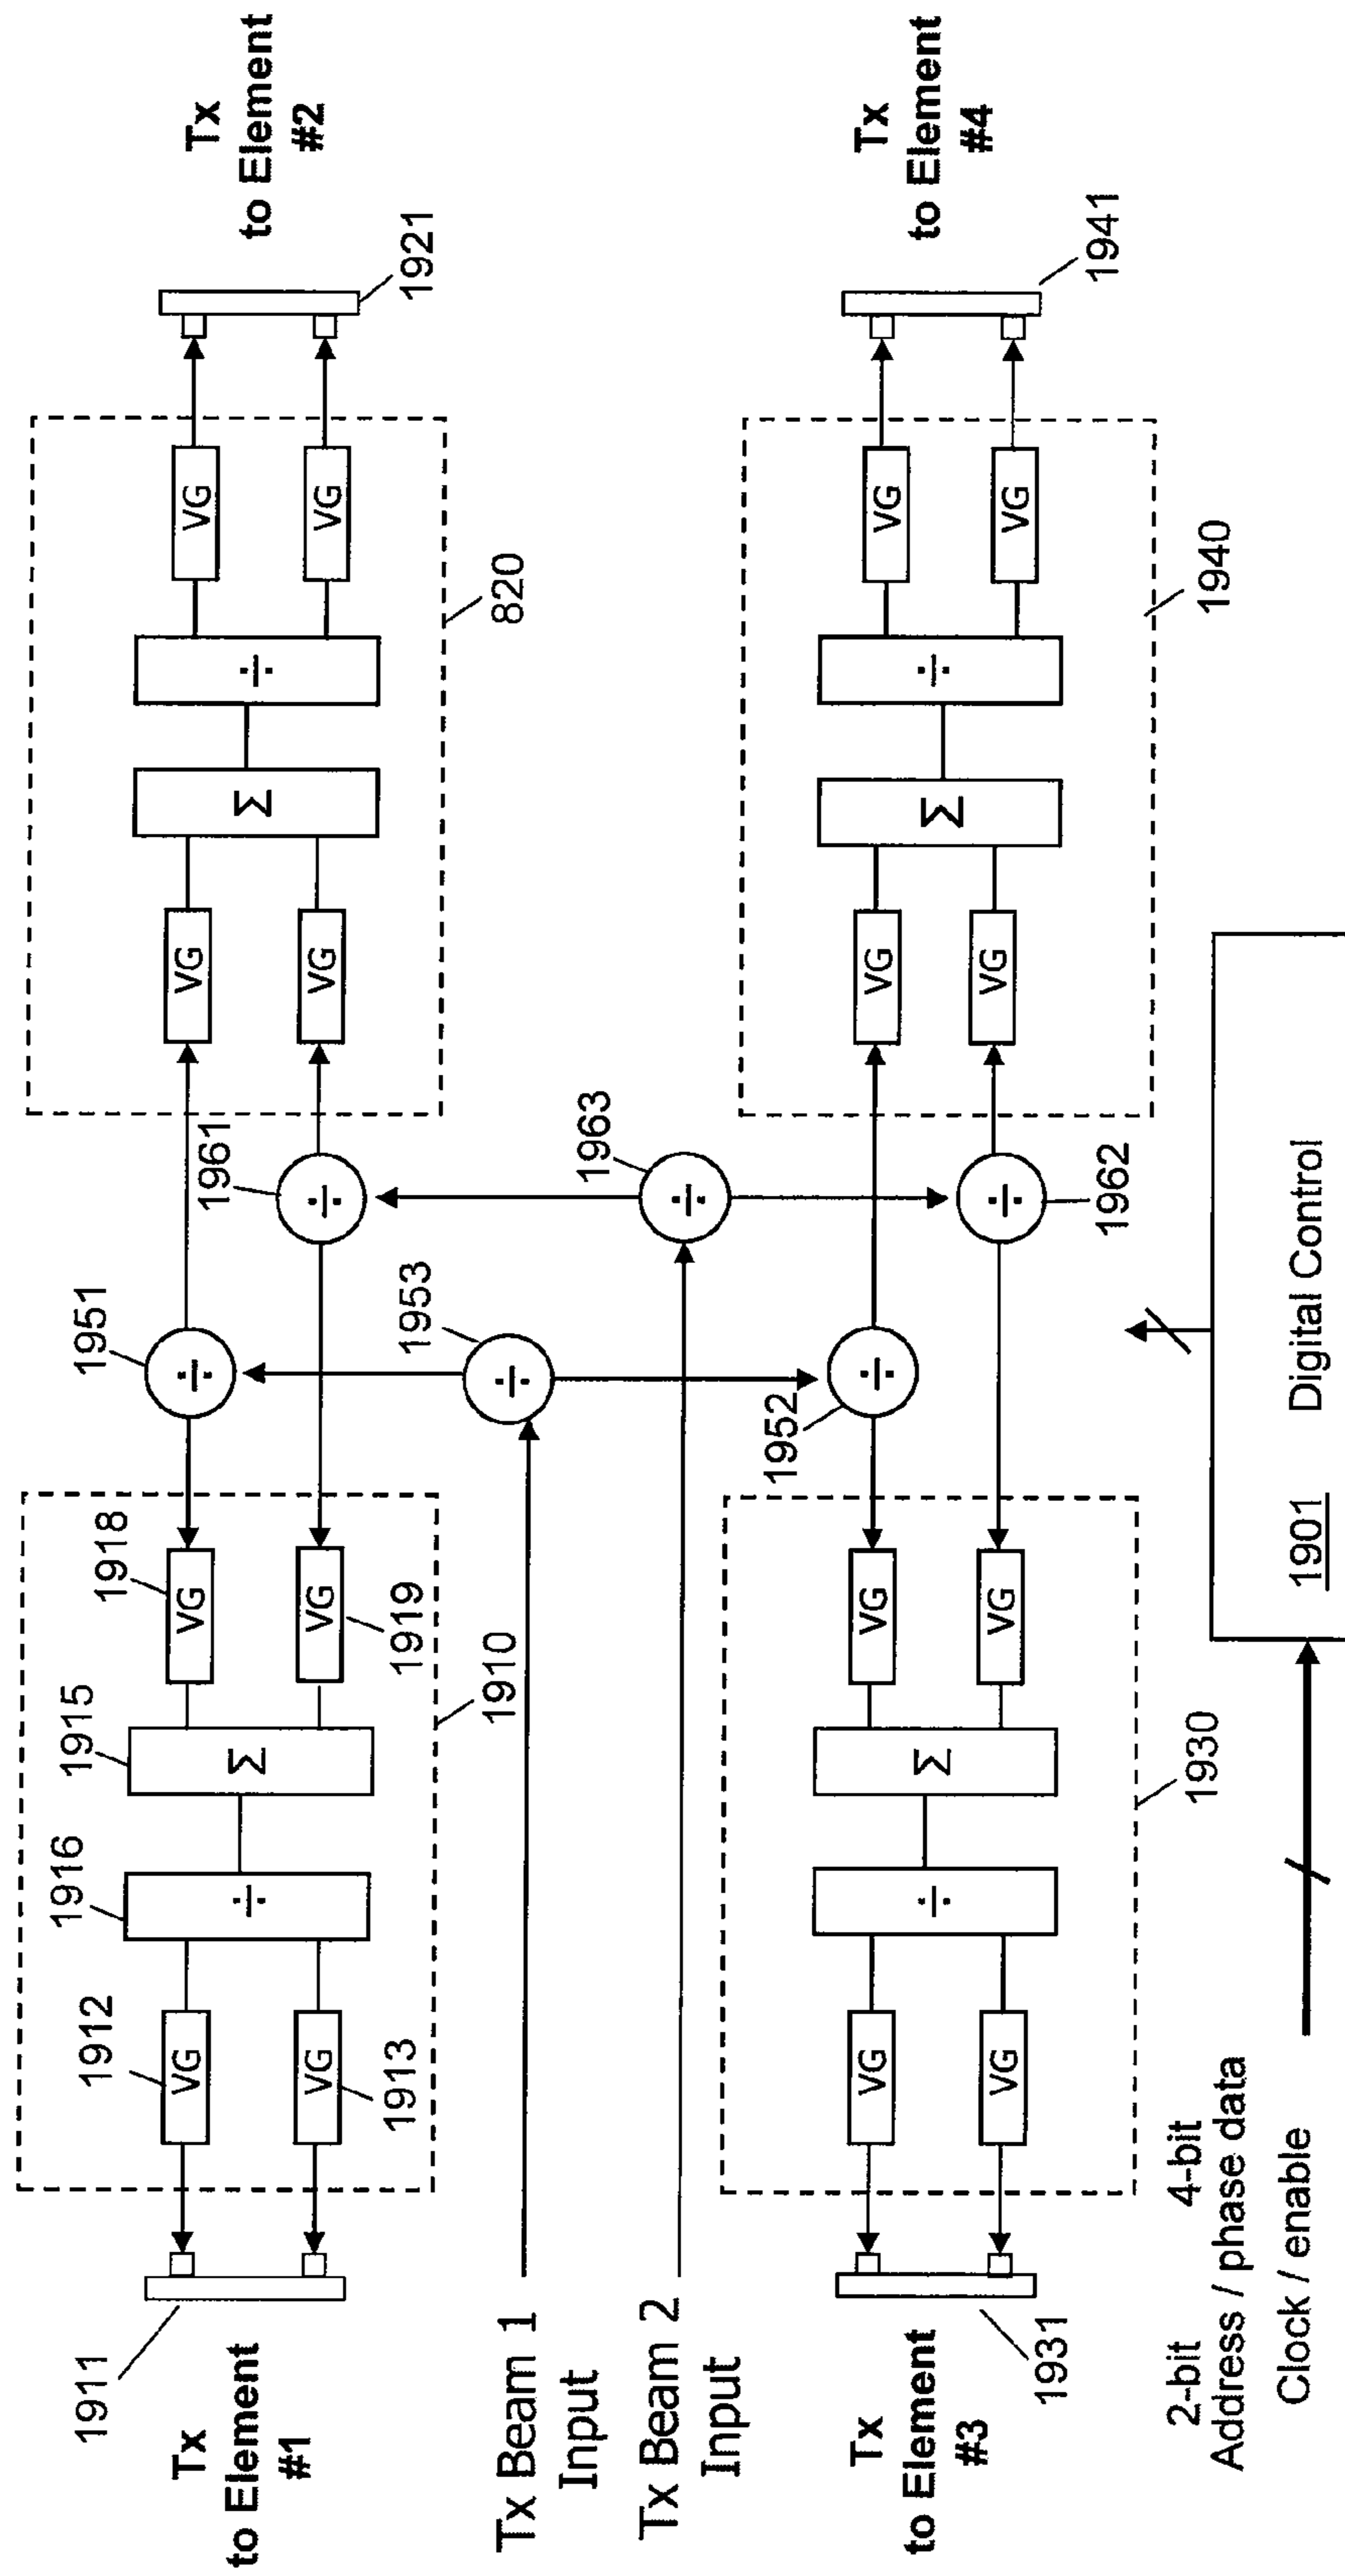 Tx
to Element
#1
1911
1912
VG
VG
1913
1916
÷
1915
Σ
1918
VG
VG
1919
1910
1951
÷
1961
÷
VG
VG
Σ
÷
VG
VG
820
1921
Tx
to Element
#2
Tx Beam 1
Input
Tx Beam 2
Input
1953
÷
1963
÷
Tx
to Element
#3
1931
VG
VG
÷
Σ
VG
VG
1930
1952
÷
÷
1962
VG
VG
Σ
÷
VG
VG
1940
1941
Tx
to Element
#4
2-bit 4-bit
Address / phase data
Clock / enable
1901 Digital Control